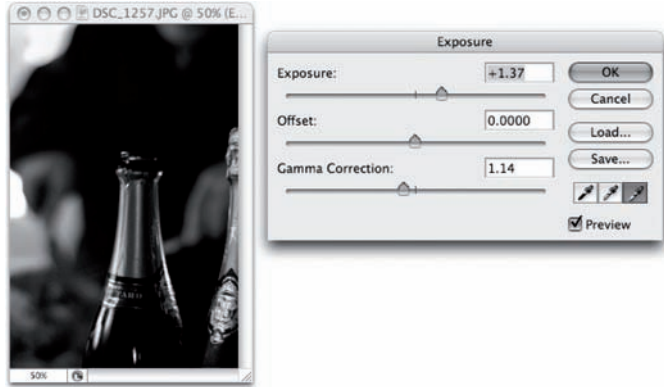 DSC_1257.JPG @ 50% (E...
50%
Exposure
Exposure:
+1.37
OK
Cancel
Offset:
0.0000
Load...
Gamma Correction:
1.14
Save...
Preview